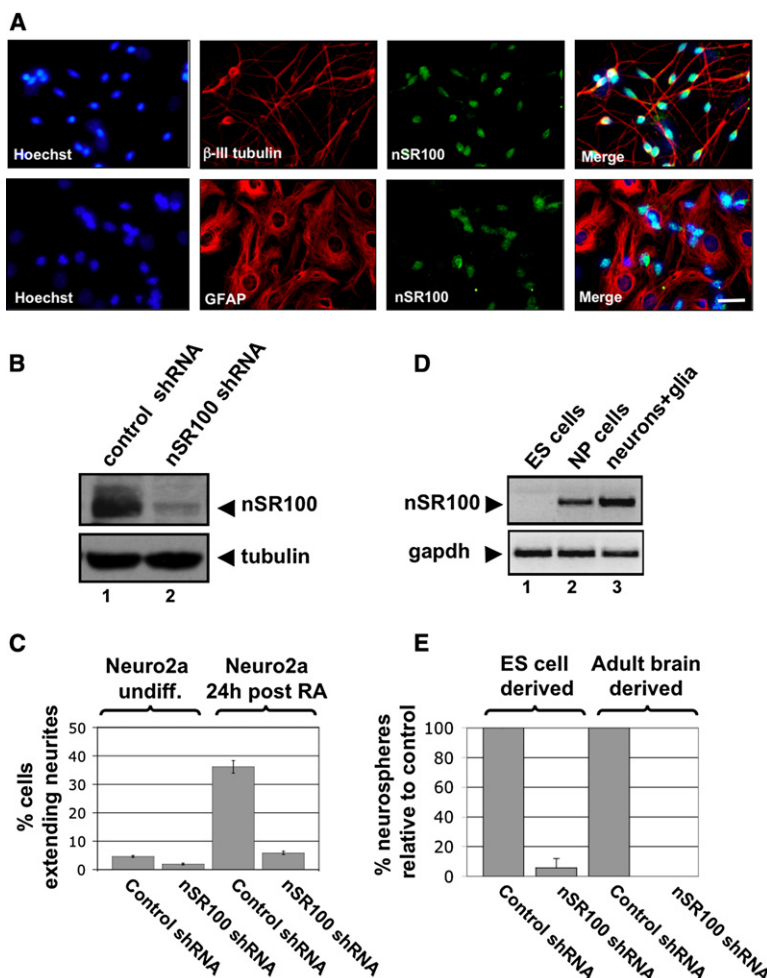 A
Hoechst
β-III tubulin
nSR100
Merge
Hoechst
GFAP
nSR100
Merge
B
control shRNA
nSR100 shRNA
nSR100
tubulin
1 2
D
ES cells
NP cells
neurons+glia
nSR100
gapdh
1 2 3
C
Neuro2a
undiff.
Neuro2a
24h post RA
% cells
extending neurites
50
40
30
20
10
0
Control shRNA
nSR100 shRNA
Control shRNA
nSR100 shRNA
E
ES cell
derived
Adult brain
derived
% neurospheres
relative to control
100
80
60
40
20
0
Control shRNA
nSR100 shRNA
Control shRNA
nSR100 shRNA